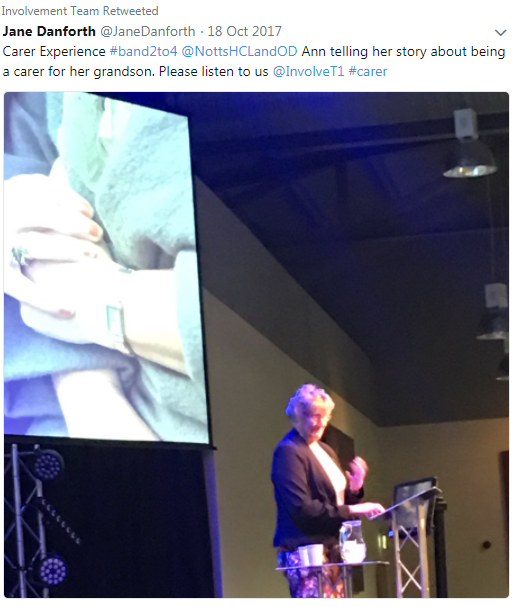 Involvement Team Retweeted
Jane Danforth @JaneDanforth · 18 Oct 2017
Carer Experience #band2to4 @NottsHCLandOD Ann telling her story about being
a carer for her grandson. Please listen to us @InvolveT1 #carer